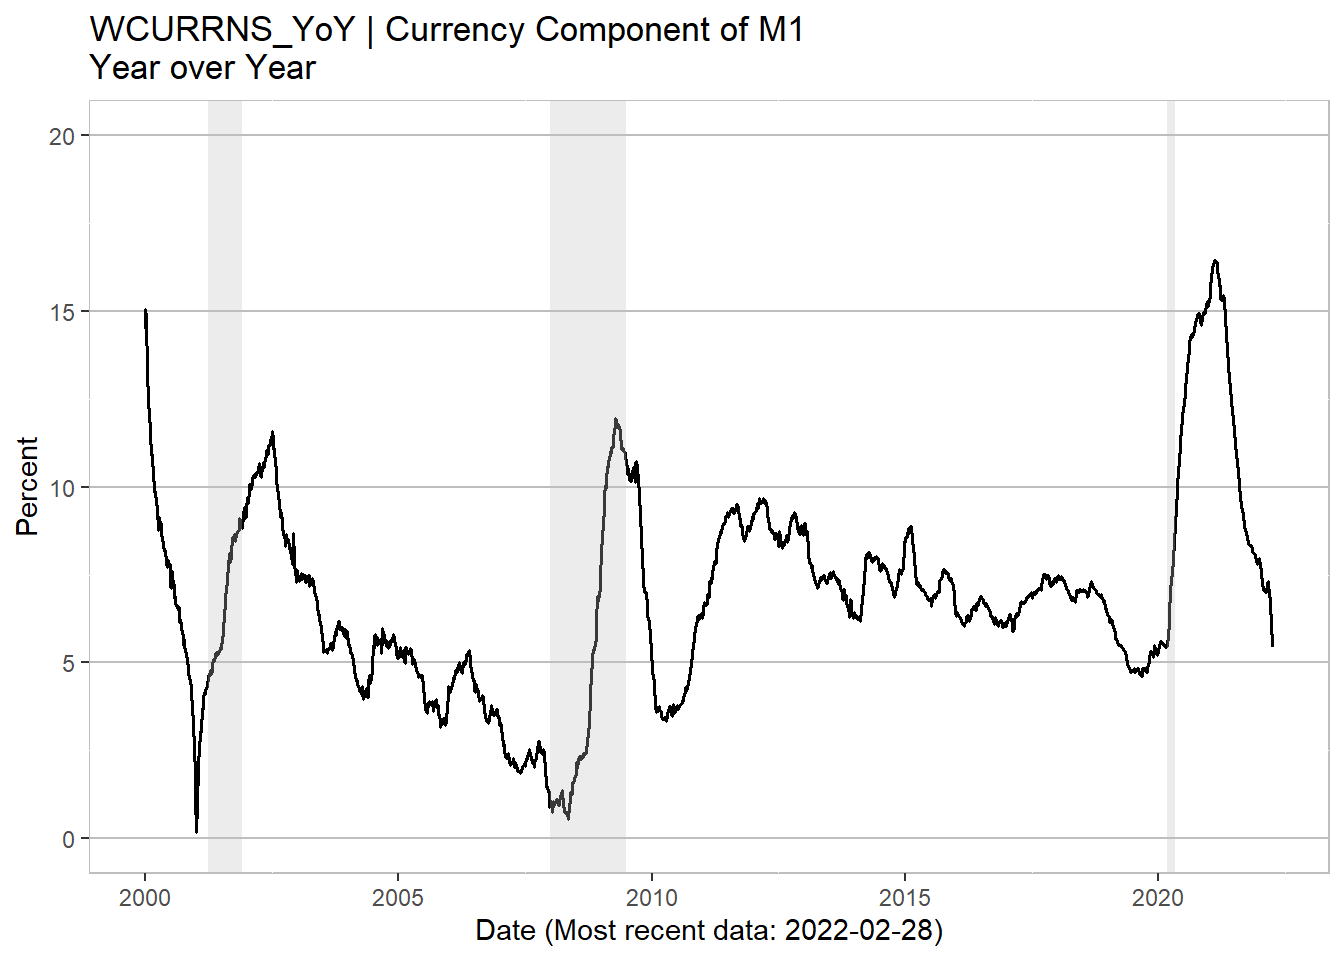 WCURRNS_YoY | Currency Component of M1
Year over Year
Percent
20
15
10
5
0
2000
2005
2010
2015
2020
Date (Most recent data: 2022-02-28)